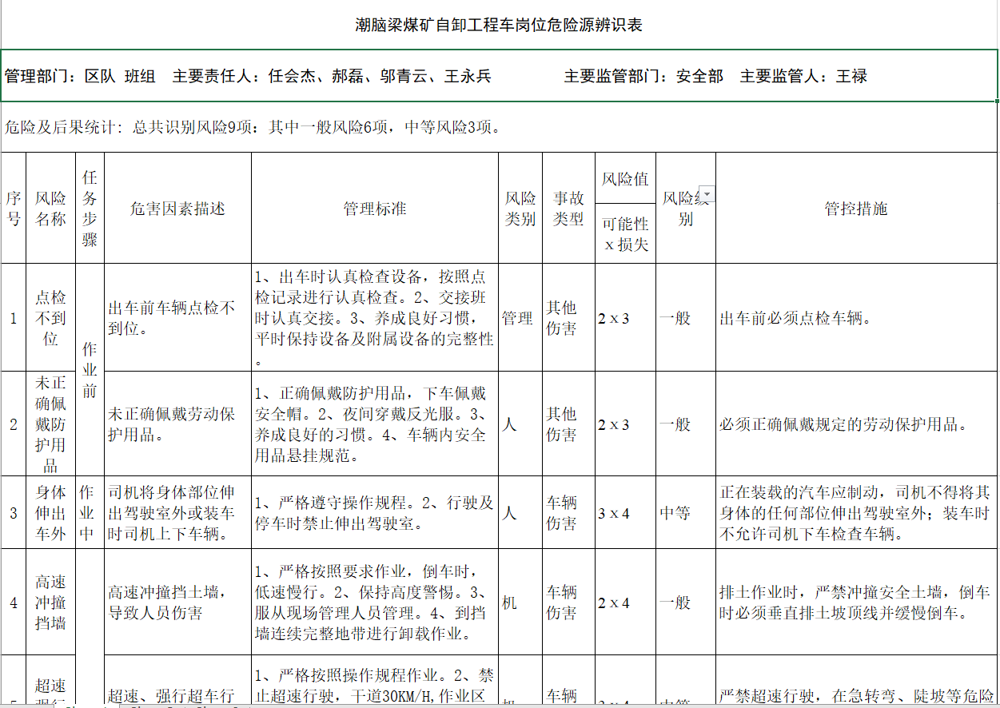 潮脑梁煤矿自卸工程车岗位危险源辨识表
管理部门：区队 班组 主要责任人：任会杰、郝磊、邬青云、王永兵 主要监管部门：安全部 主要监管人：王禄
危险及后果统计：总共识别风险9项：其中一般风险6项，中等风险3项。
序号
风险名称
任务步骤
危害因素描述
管理标准
风险类别
事故类型
风险值
可能性
x 损失
风险级
别
管控措施
1
点检
不到
位
作业前
出车前车辆点检不
到位。
1、出车时认真检查设备，按照点
检记录进行认真检查。2、交接班
时认真交接。3、养成良好习惯，
平时保持设备及附属设备的完整性
。
管理
其他
伤害
2 x 3
一般
出车前必须点检车辆。
2
未正
确佩
戴防
护用
品
未正确佩戴劳动保
护用品。
1、正确佩戴防护用品，下车佩戴
安全帽。2、夜间穿戴反光服。3、
养成良好的习惯。4、车辆内安全
用品悬挂规范。
人
其他
伤害
2 x 3
一般
必须正确佩戴规定的劳动保护用品。
3
身体
伸出
车外
作业中
司机将身体部位伸
出驾驶室外或装车
时司机上下车辆。
1、严格遵守操作规程。2、行驶及
停车时禁止伸出驾驶室。
人
车辆
伤害
3 x 4
中等
正在装载的汽车应制动，司机不得将其
身体的任何部位伸出驾驶室外；装车时
不允许司机下车检查车辆。
4
高速
冲撞
挡墙
高速冲撞挡土墙，
导致人员伤害
1、严格按照要求作业，倒车时，
低速慢行。2、保持高度警惕。3、
服从现场管理人员管理。4、到挡
墙连续完整地带进行卸载作业。
机
车辆
伤害
2 x 4
一般
排土作业时，严禁冲撞安全土墙，倒车
时必须垂直排土坡顶线并缓慢倒车。
超速
超速、强行超车行
1、严格按照操作规程作业。2、禁
止超速行驶，干道30KM/H,作业区
车辆
严禁超速行驶，在急转弯、陡坡等危险